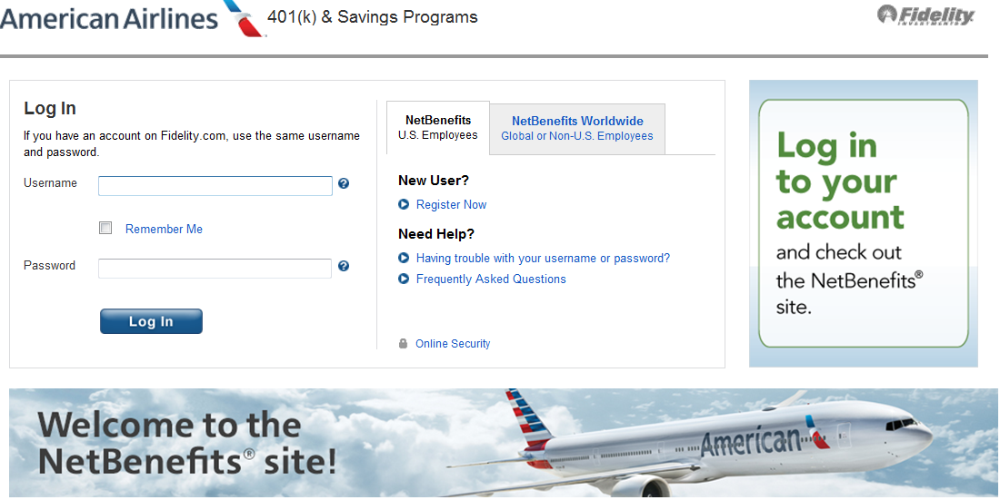 American Airlines 401(k) & Savings Programs
Fidelity
INVESTMENTS
Log In
If you have an account on Fidelity.com, use the same username
and password.
Username
Remember Me
Password
Log In
NetBenefits
U.S. Employees
NetBenefits Worldwide
Global or Non-U.S. Employees
New User?
Register Now
Need Help?
Having trouble with your username or password?
Frequently Asked Questions
Online Security
Log in
to your
account
and check out
the NetBenefits®
site.
Welcome to the
NetBenefits® site!
American